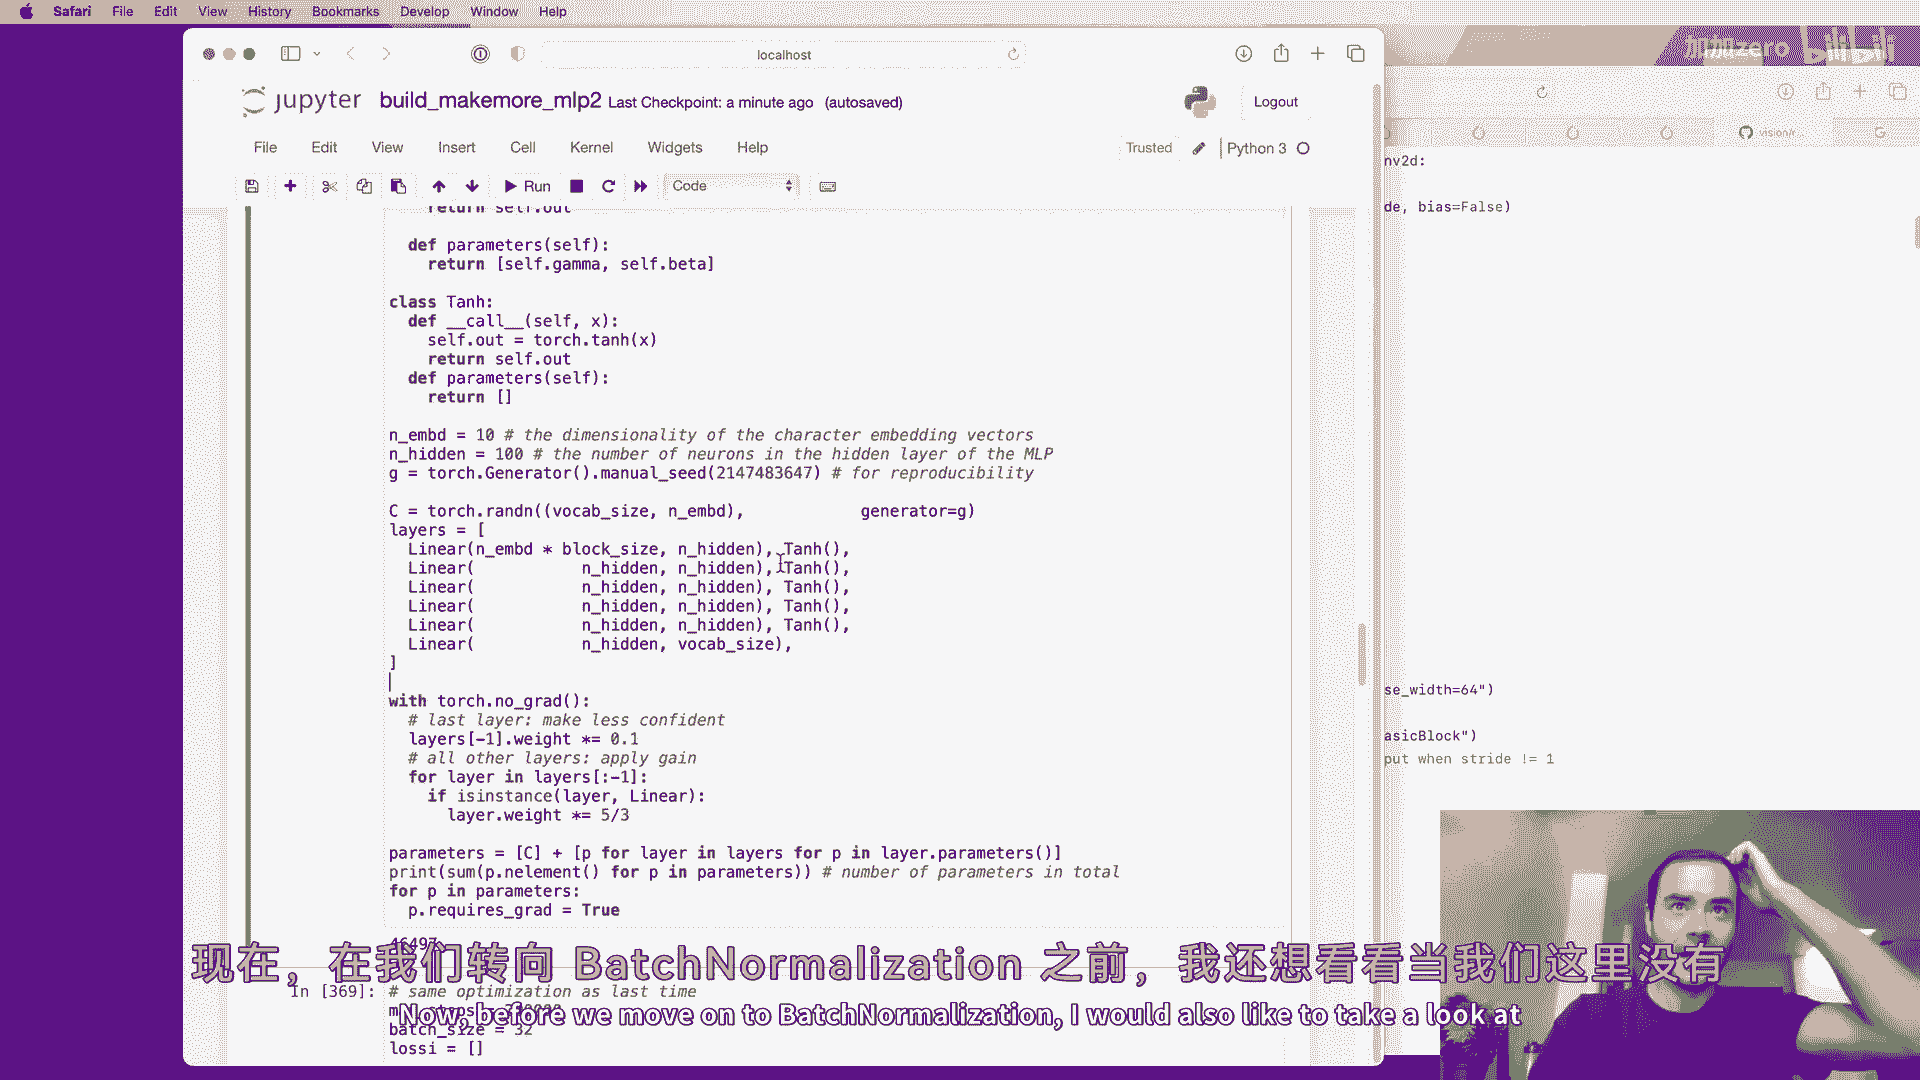 Safari File Edit View History Bookmarks Develop Window Help
加加zero bilibili
localhost
jupyter build_makemore_mlp2 Last Checkpoint: a minute ago (autosaved)
Logout
File Edit View Insert Cell Kernel Widgets Help
Trusted Python 3
Run Code
vision/r
nv2d:
de, bias=False)
se_width=64")
asicBlock")
put when stride != 1
return self.out
def parameters(self):
return [self.gamma, self.beta]
class Tanh:
def __call__(self, x):
self.out = torch.tanh(x)
return self.out
def parameters(self):
return []
n_embd = 10 # the dimensionality of the character embedding vectors
n_hidden = 100 # the number of neurons in the hidden layer of the MLP
g = torch.Generator().manual_seed(2147483647) # for reproducibility
C = torch.randn((vocab_size, n_embd), generator=g)
layers = [
Linear(n_embd * block_size, n_hidden), Tanh(),
Linear( n_hidden, n_hidden), Tanh(),
Linear( n_hidden, n_hidden), Tanh(),
Linear( n_hidden, n_hidden), Tanh(),
Linear( n_hidden, n_hidden), Tanh(),
Linear( n_hidden, vocab_size),
]
with torch.no_grad():
# last layer: make less confident
layers[-1].weight *= 0.1
# all other layers: apply gain
for layer in layers[:-1]:
if isinstance(layer, Linear):
layer.weight *= 5/3
parameters = [C] + [p for layer in layers for p in layer.parameters()]
print(sum(p.nelement() for p in parameters)) # number of parameters in total
for p in parameters:
p.requires_grad = True
46497
现在，在我们转向 BatchNormalization 之前，我还想看看当我们这里没有
In [369]: # same optimization as last time
Now, before we move on to BatchNormalization, I would also like to take a look at
batch_size = 32
lossi = []